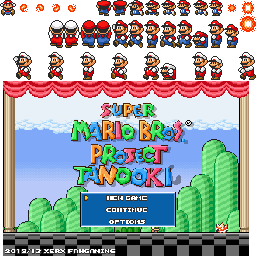 SUPER
MARIO BROS.
PROJECT
TANOOKI
NEW GAME
CONTINUE
OPTIONS
2012/13 XERX FANGAMING